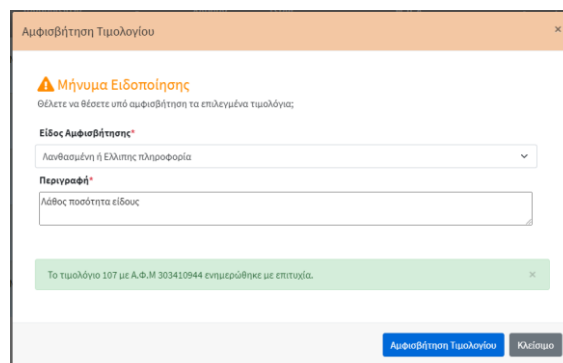 Αμφισβήτηση Τιμολογίου
×
Μήνυμα Ειδοποίησης
Θέλετε να θέσετε υπό αμφισβήτηση τα επιλεγμένα τιμολόγια;
Είδος Αμφισβήτησης*
Λανθασμένη ή Ελλιπης πληροφορία
Περιγραφή*
Λάθος ποσότητα είδους
Το τιμολόγιο 107 με Α.Φ.Μ 303410944 ενημερώθηκε με επιτυχία.
×
Αμφισβήτηση Τιμολογίου Κλείσιμο